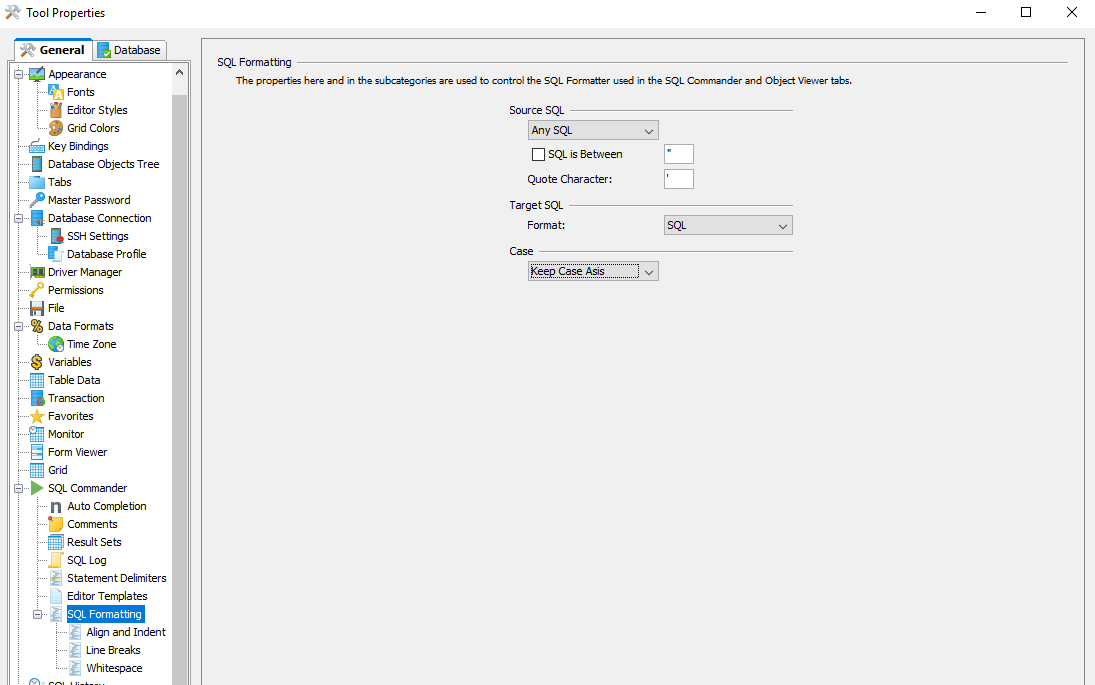 Tool Properties
General
Database
Appearance
Fonts
Editor Styles
Grid Colors
Key Bindings
Database Objects Tree
Tabs
Master Password
Database Connection
SSH Settings
Database Profile
Driver Manager
Permissions
File
Data Formats
Time Zone
Variables
Table Data
Transaction
Favorites
Monitor
Form Viewer
Grid
SQL Commander
Auto Completion
Comments
Result Sets
SQL Log
Statement Delimiters
Editor Templates
SQL Formatting
Align and Indent
Line Breaks
Whitespace
SQL History
SQL Formatting
The properties here and in the subcategories are used to control the SQL Formatter used in the SQL Commander and Object Viewer tabs.
Source SQL
Any SQL
SQL is Between "
Quote Character: '
Target SQL
Format: SQL
Case
Keep Case Asis